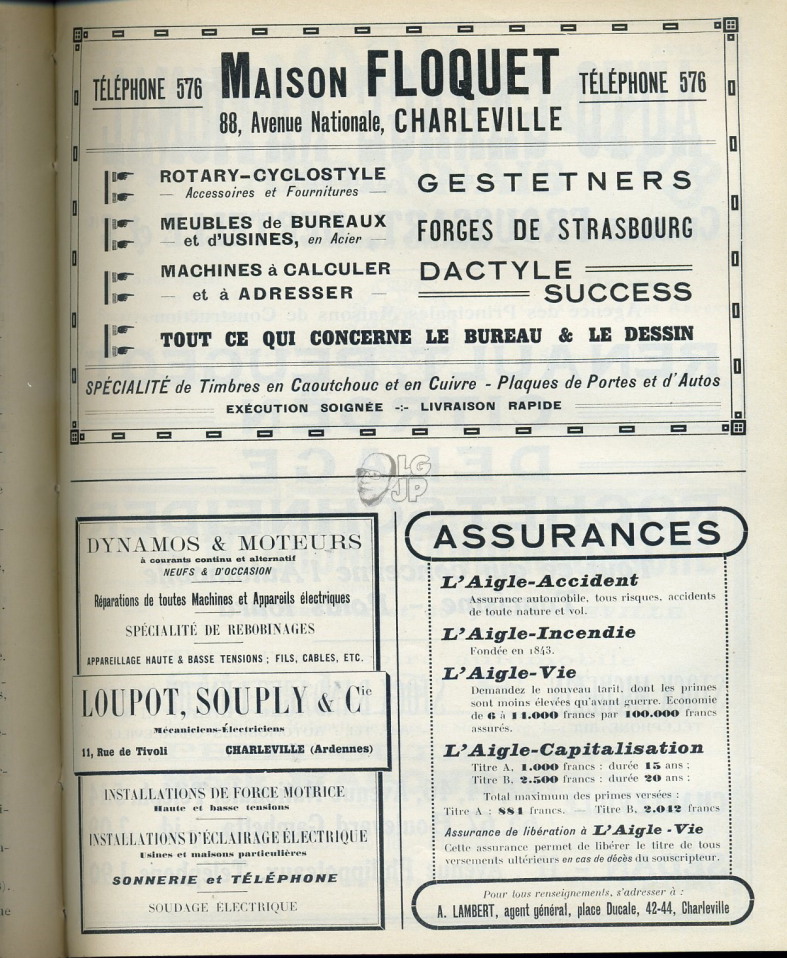 TÉLÉPHONE 576 MAISON FLOQUET TÉLÉPHONE 576
88, Avenue Nationale, CHARLEVILLE
ROTARY-CYCLOSTYLE GESTETNERS
— Accessoires et Fournitures —
MEUBLES de BUREAUX FORGES DE STRASBOURG
— et d'USINES, en Acier —
MACHINES à CALCULER DACTYLE
— et à ADRESSER — SUCCESS
TOUT CE QUI CONCERNE LE BUREAU & LE DESSIN
SPÉCIALITÉ de Timbres en Caoutchouc et en Cuivre - Plaques de Portes et d'Autos
EXÉCUTION SOIGNÉE -:- LIVRAISON RAPIDE
LG
JP
DYNAMOS & MOTEURS
à courants continu et alternatif
NEUFS & D'OCCASION
Réparations de toutes Machines et Appareils électriques
SPÉCIALITÉ DE REBOBINAGES
APPAREILLAGE HAUTE & BASSE TENSIONS ; FILS, CABLES, ETC.
LOUPOT, SOUPLY & Cie
Mécaniciens-Électriciens
11, Rue de Tivoli CHARLEVILLE (Ardennes)
INSTALLATIONS DE FORCE MOTRICE
Haute et basse tensions
INSTALLATIONS D'ÉCLAIRAGE ÉLECTRIQUE
Usines et maisons particulières
SONNERIE et TÉLÉPHONE
SOUDAGE ÉLECTRIQUE
ASSURANCES
L'Aigle-Accident
Assurance automobile, tous risques, accidents
de toute nature et vol.
L'Aigle-Incendie
Fondée en 1843.
L'Aigle-Vie
Demandez le nouveau tarif, dont les primes
sont moins élevées qu'avant guerre. Economie
de 6 à 11.000 francs par 100.000 francs
assurés.
L'Aigle-Capitalisation
Titre A, 1.000 francs : durée 15 ans ;
Titre B, 2.500 francs : durée 20 ans :
Total maximum des primes versées :
Titre A : 881 francs. — Titre B, 2.042 francs
Assurance de libération à L'Aigle-Vie
Cette assurance permet de libérer le titre de tous
versements ultérieurs en cas de décès du souscripteur.
Pour tous renseignements, s'adresser à :
A. LAMBERT, agent général, place Ducale, 42-44, Charleville